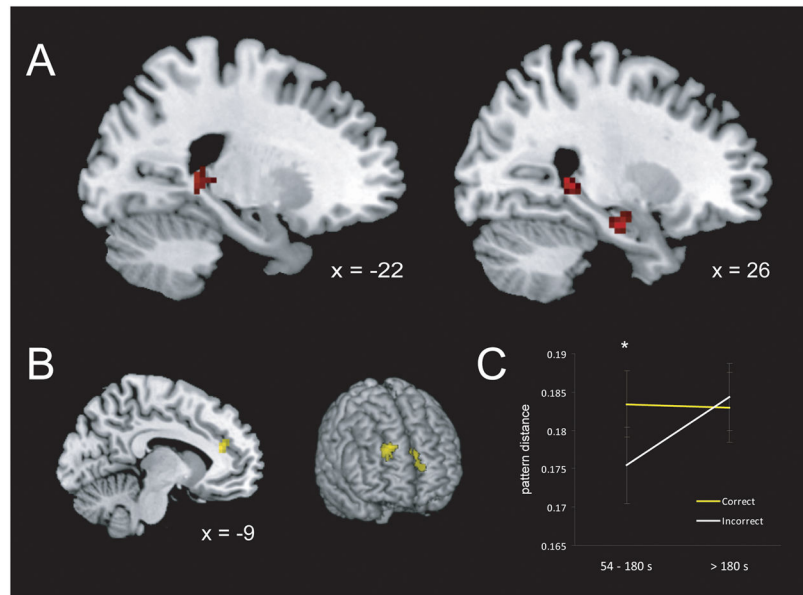 A
x = -22
x = 26
B
x = -9
C
*
0.19
0.185
0.18
0.175
0.17
0.165
pattern distance
Correct
Incorrect
54 - 180 s
> 180 s